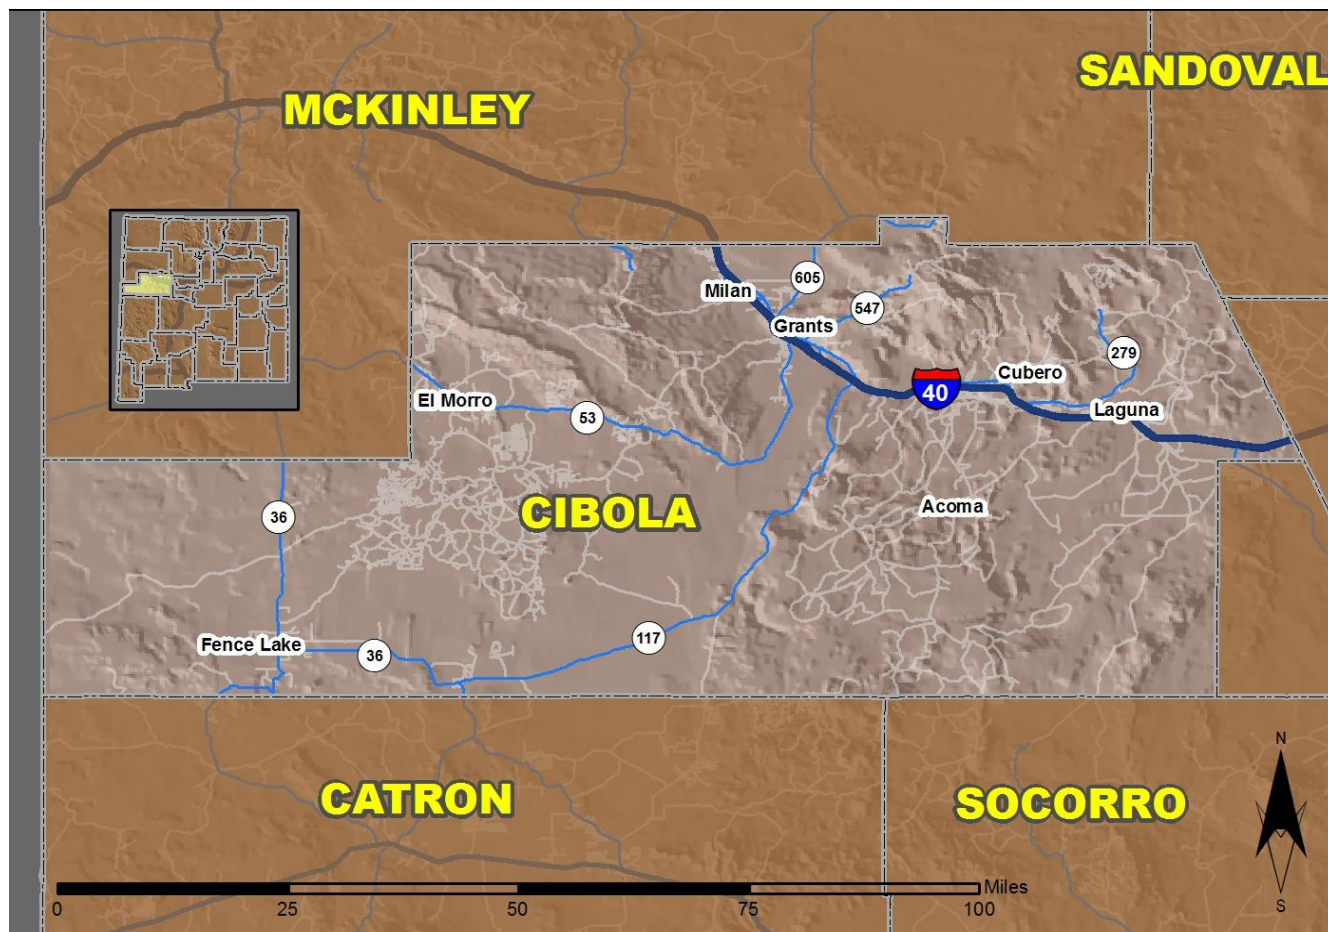 SANDOVAL
MCKINLEY
605
Milan
547
Grants
279
Cubero
40
El Morro
Laguna
53
Acoma
CIBOLA
36
117
Fence Lake
36
N
CATRON
SOCORRO
Miles
0 25 50 75 100
S